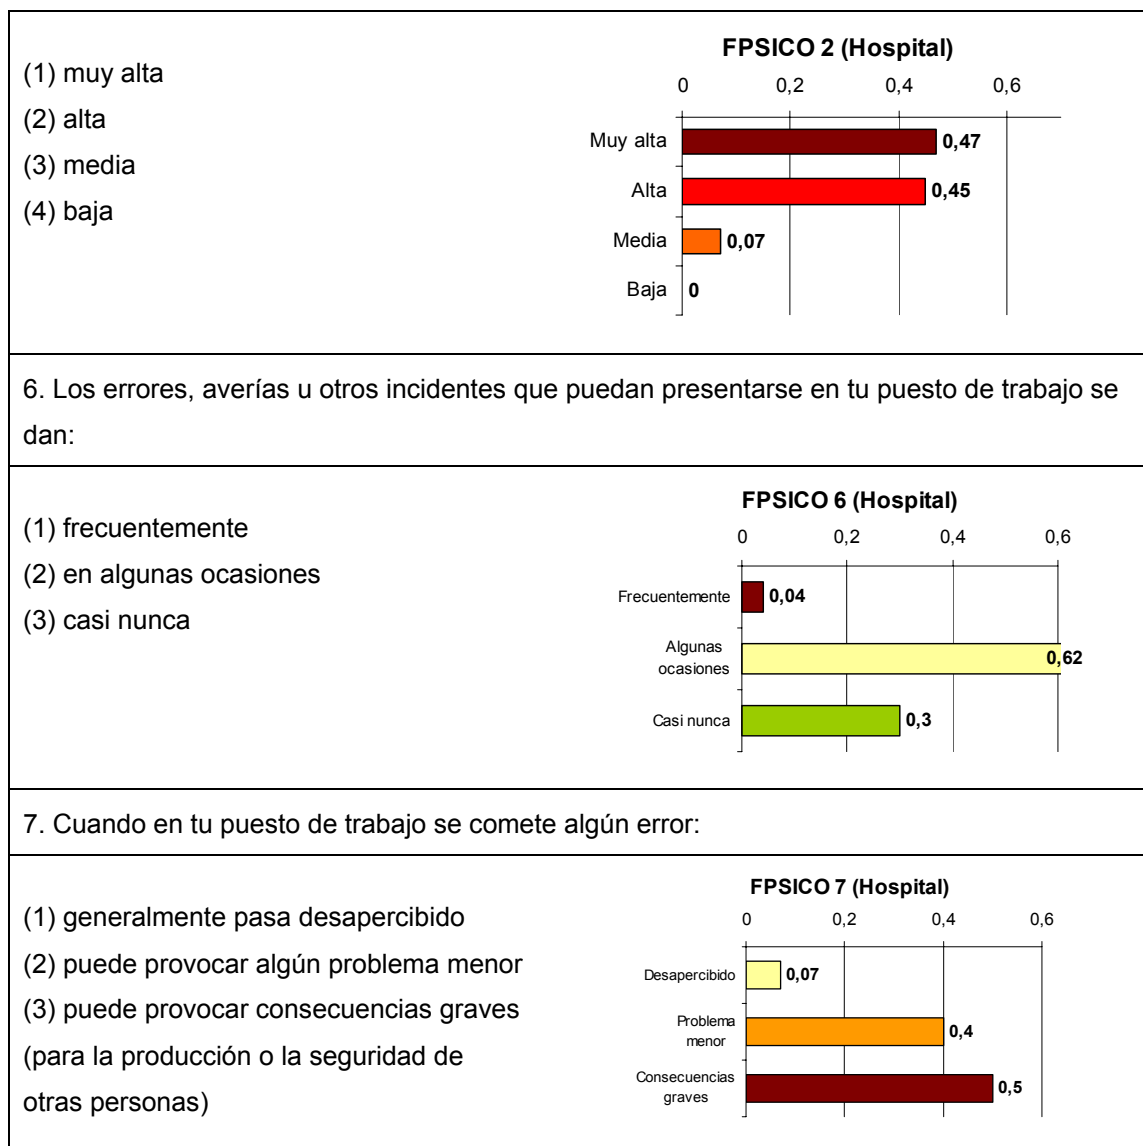 (1) muy alta
(2) alta
(3) media
(4) baja
FPSICO 2 (Hospital)
0 0,2 0,4 0,6
Muy alta 0,47
Alta 0,45
Media 0,07
Baja 0
6. Los errores, averías u otros incidentes que puedan presentarse en tu puesto de trabajo se
dan:
(1) frecuentemente
(2) en algunas ocasiones
(3) casi nunca
FPSICO 6 (Hospital)
0 0,2 0,4 0,6
Frecuentemente 0,04
Algunas
ocasiones 0,62
Casi nunca 0,3
7. Cuando en tu puesto de trabajo se comete algún error:
(1) generalmente pasa desapercibido
(2) puede provocar algún problema menor
(3) puede provocar consecuencias graves
(para la producción o la seguridad de
otras personas)
FPSICO 7 (Hospital)
0 0,2 0,4 0,6
Desapercibido 0,07
Problema
menor 0,4
Consecuencias
graves 0,5